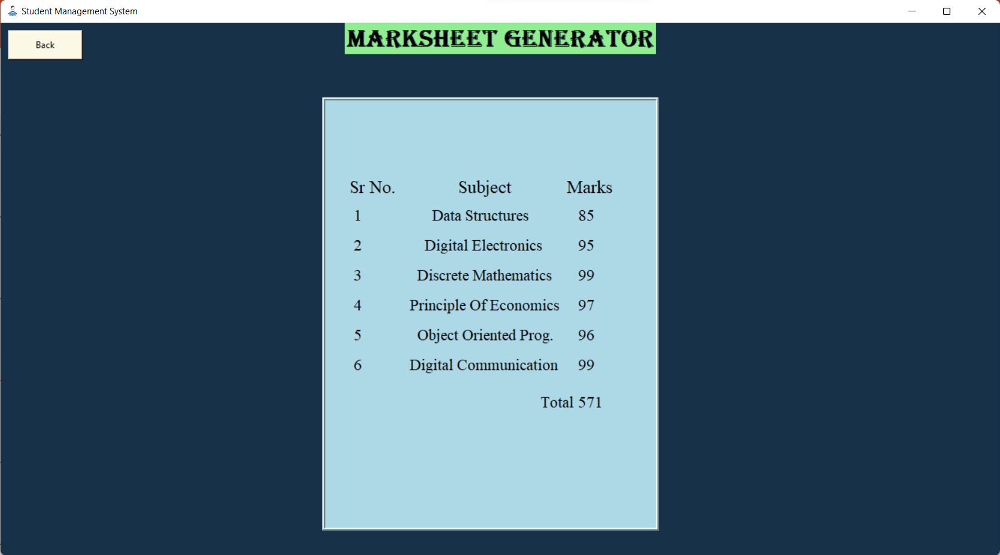 Student Management System
Back
MARKSHEET GENERATOR
Sr No. Subject Marks
1 Data Structures 85
2 Digital Electronics 95
3 Discrete Mathematics 99
4 Principle Of Economics 97
5 Object Oriented Prog. 96
6 Digital Communication 99
Total 571